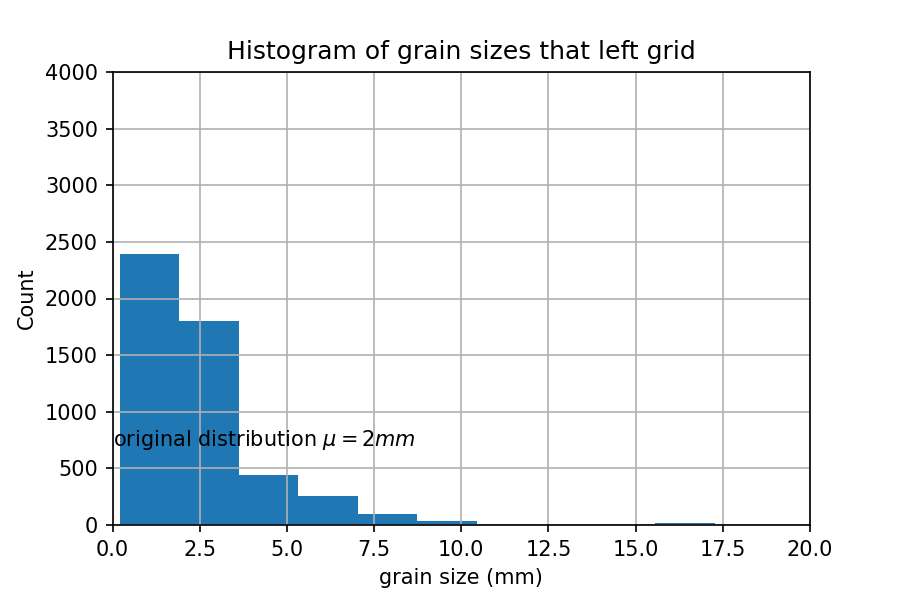 Histogram of grain sizes that left grid
4000
3500
3000
2500
2000
1500
1000
500
0
Count
original distribution μ = 2mm
0.0 2.5 5.0 7.5 10.0 12.5 15.0 17.5 20.0
grain size (mm)